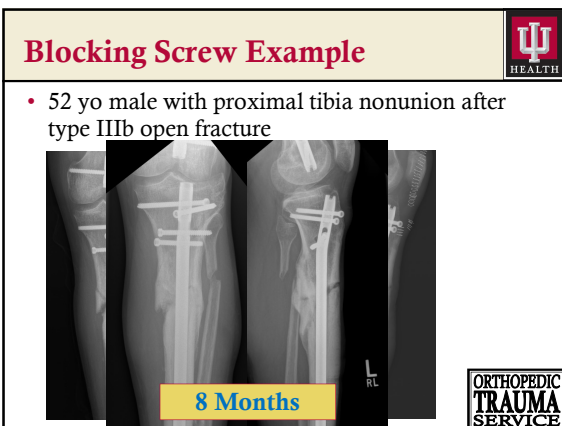 Blocking Screw Example
HEALTH
• 52 yo male with proximal tibia nonunion after
type IIIb open fracture
L
RL
8 Months
ORTHOPEDIC
TRAUMA
SERVICE